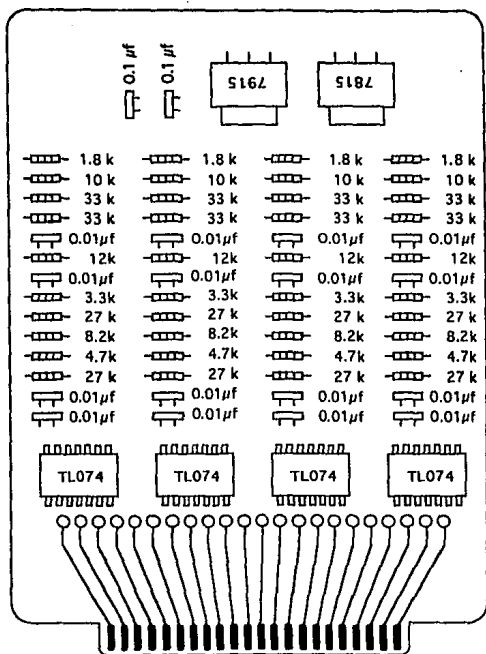 0.1 µf 0.1 µf 7915 7815
1.8 k 1.8 k 1.8 k 1.8 k
10 k 10 k 10 k 10 k
33 k 33 k 33 k 33 k
33 k 33 k 33 k 33 k
0.01µf 0.01µf 0.01µf 0.01µf
12k 12k 12k 12k
0.01µf 0.01µf 0.01µf 0.01µf
3.3k 3.3k 3.3k 3.3k
27 k 27 k 27 k 27 k
8.2k 8.2k 8.2k 8.2k
4.7k 4.7k 4.7k 4.7k
27 k 27 k 27 k 27 k
0.01µf 0.01µf 0.01µf 0.01µf
0.01µf 0.01µf 0.01µf 0.01µf
TL074 TL074 TL074 TL074